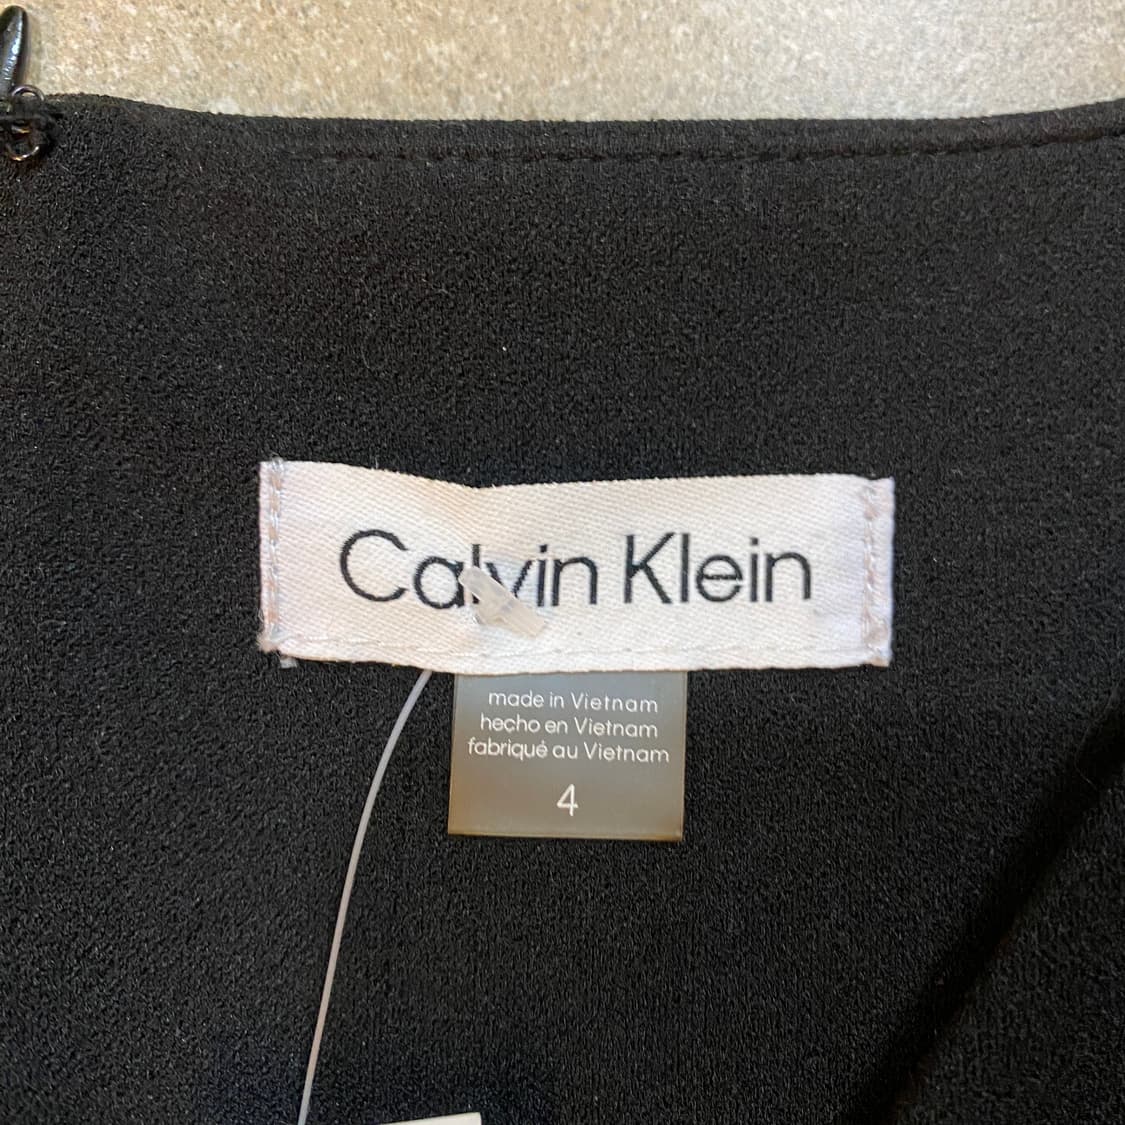 Calvin Klein
made in Vietnam
hecho en Vietnam
fabriqué au Vietnam
4